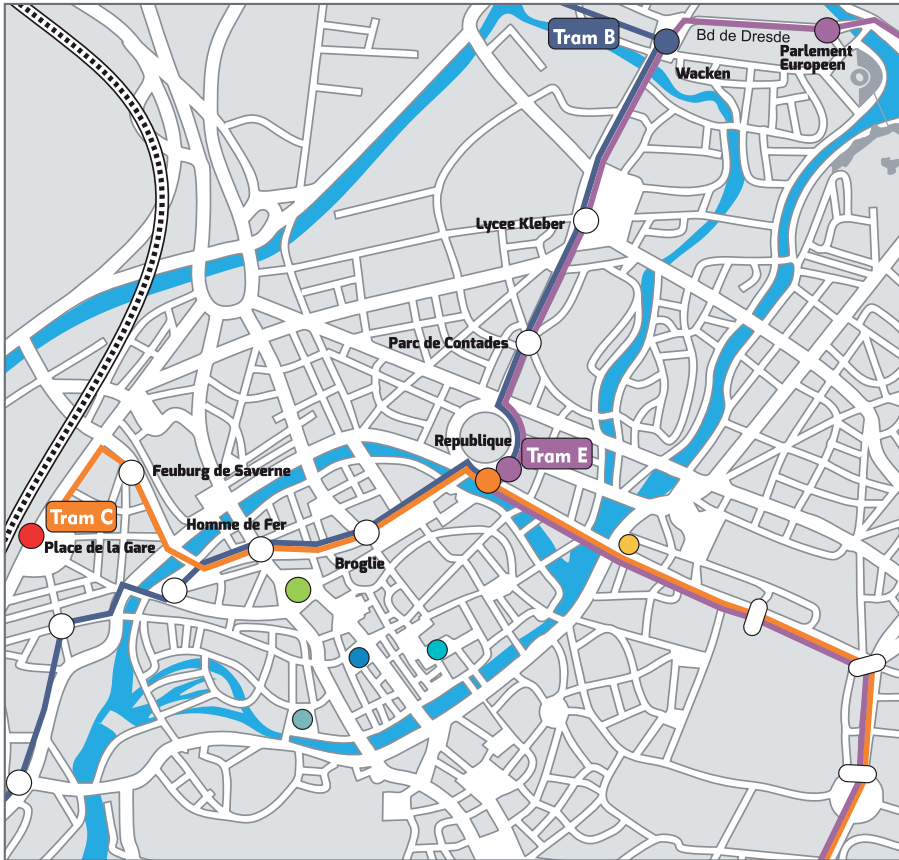 Tram B
Bd de Dresde
Parlement
Europeen
Wacken
Lycee Kleber
Parc de Contades
Republique
Tram E
Feuburg de Saverne
Tram C
Homme de Fer
Place de la Gare
Broglie